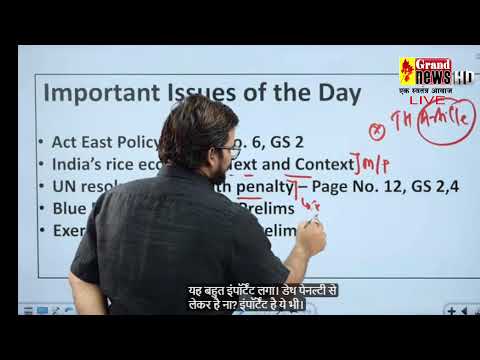 Grand
news HD
एक स्वतंत्र आवाज
LIVE
Important Issues of the Day
TH Article
• Act East Policy o. 6, GS 2
• India's rice eco ext and Context] M/P
• UN resol th penalty – Page No. 12, GS 2,4
• Blue Prelims
• Exer elims
यह बहुत इंपॉर्टेंट लगा। डेथ पेनल्टी से
लेकर है ना? इंपॉर्टेंट है ये भी।